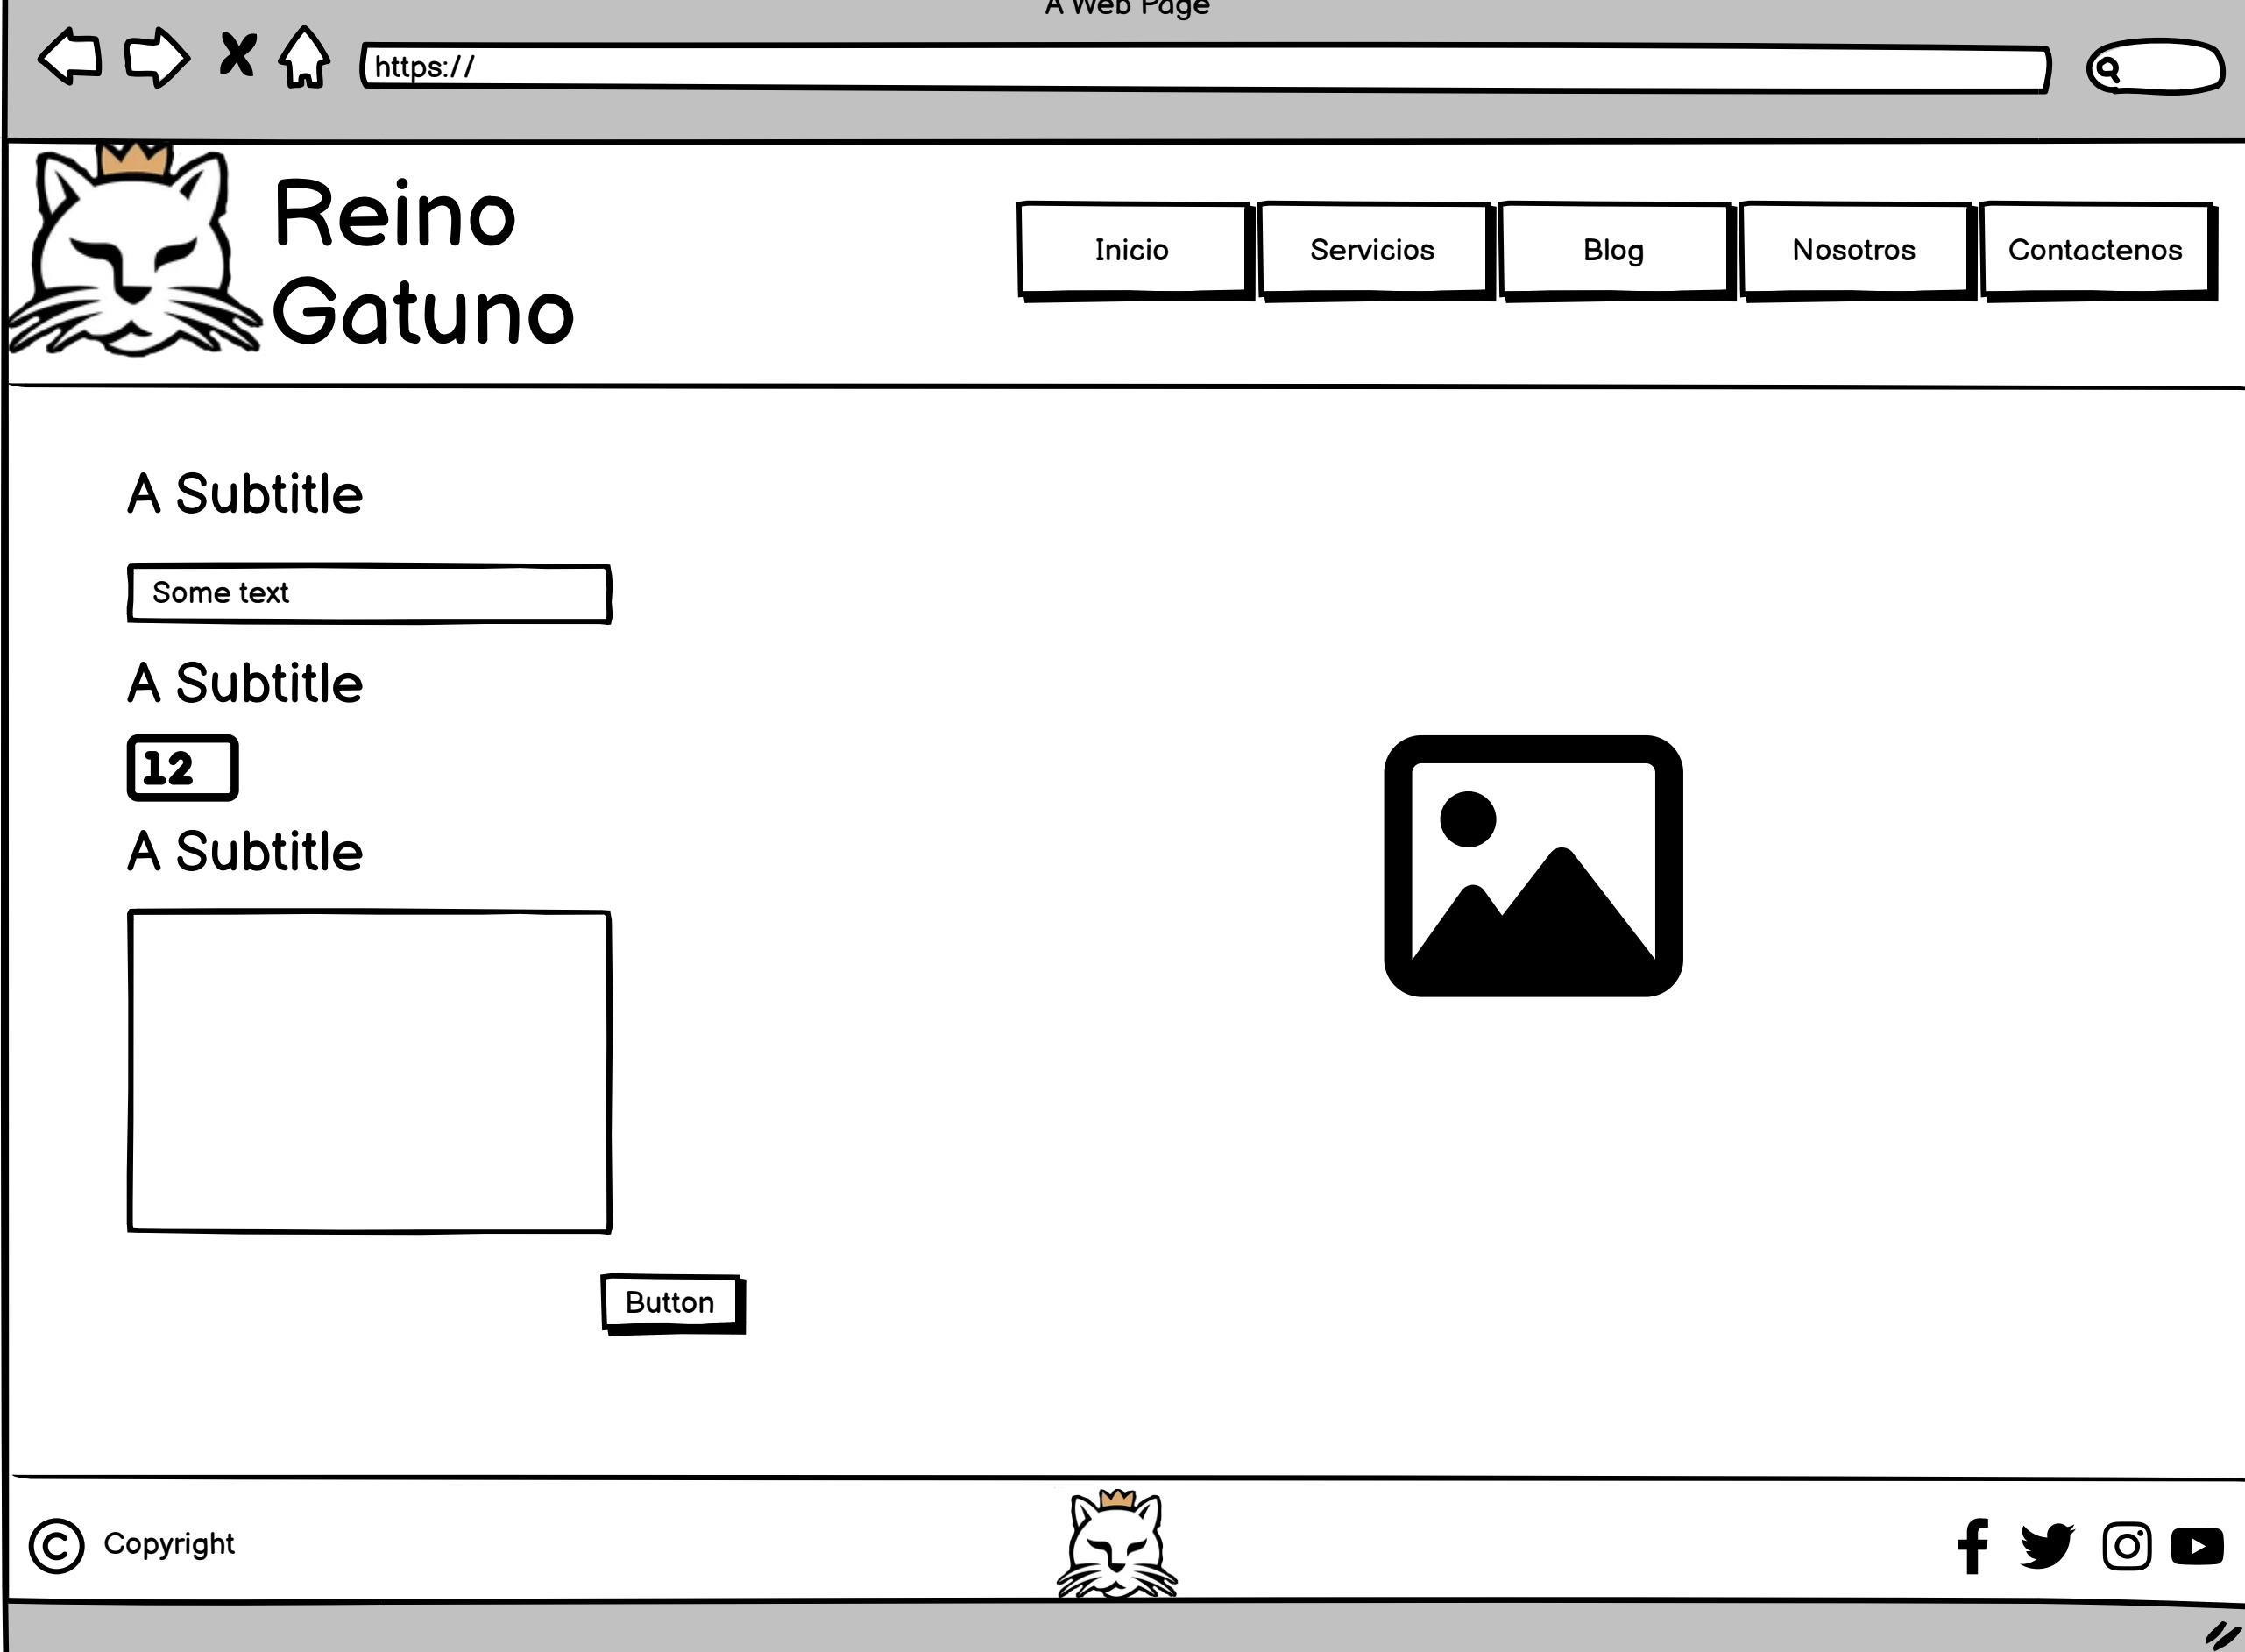 A Web Page
https://
Reino
Gatuno
Inicio
Servicios
Blog
Nosotros
Contactenos
A Subtitle
Some text
A Subtitle
12
A Subtitle
Button
© Copyright